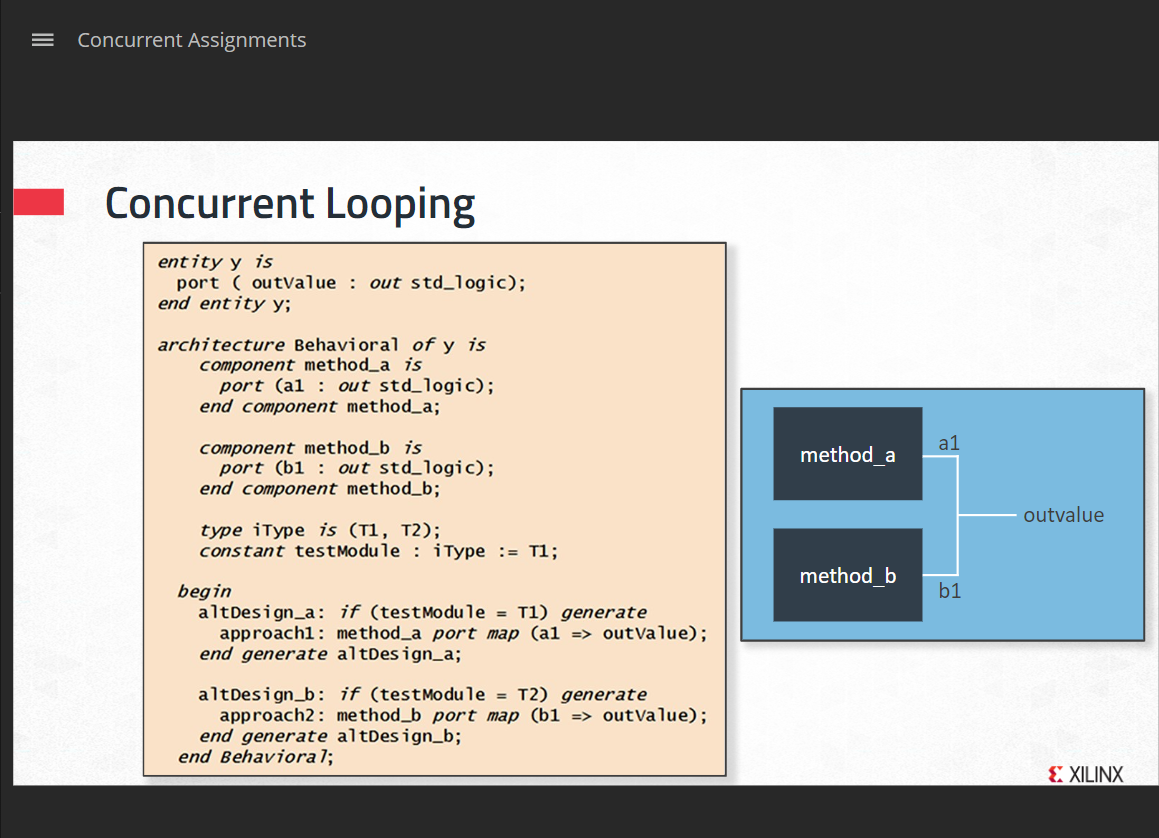 Concurrent Assignments
Concurrent Looping
entity y is
port ( outValue : out std_logic);
end entity y;
architecture Behavioral of y is
component method_a is
port (a1 : out std_logic);
end component method_a;
component method_b is
port (b1 : out std_logic);
end component method_b;
type iType is (T1, T2);
constant testModule : iType := T1;
begin
altDesign_a: if (testModule = T1) generate
approach1: method_a port map (a1 => outValue);
end generate altDesign_a;
altDesign_b: if (testModule = T2) generate
approach2: method_b port map (b1 => outValue);
end generate altDesign_b;
end Behavioral;
method_a
a1
outvalue
method_b
b1
XILINX